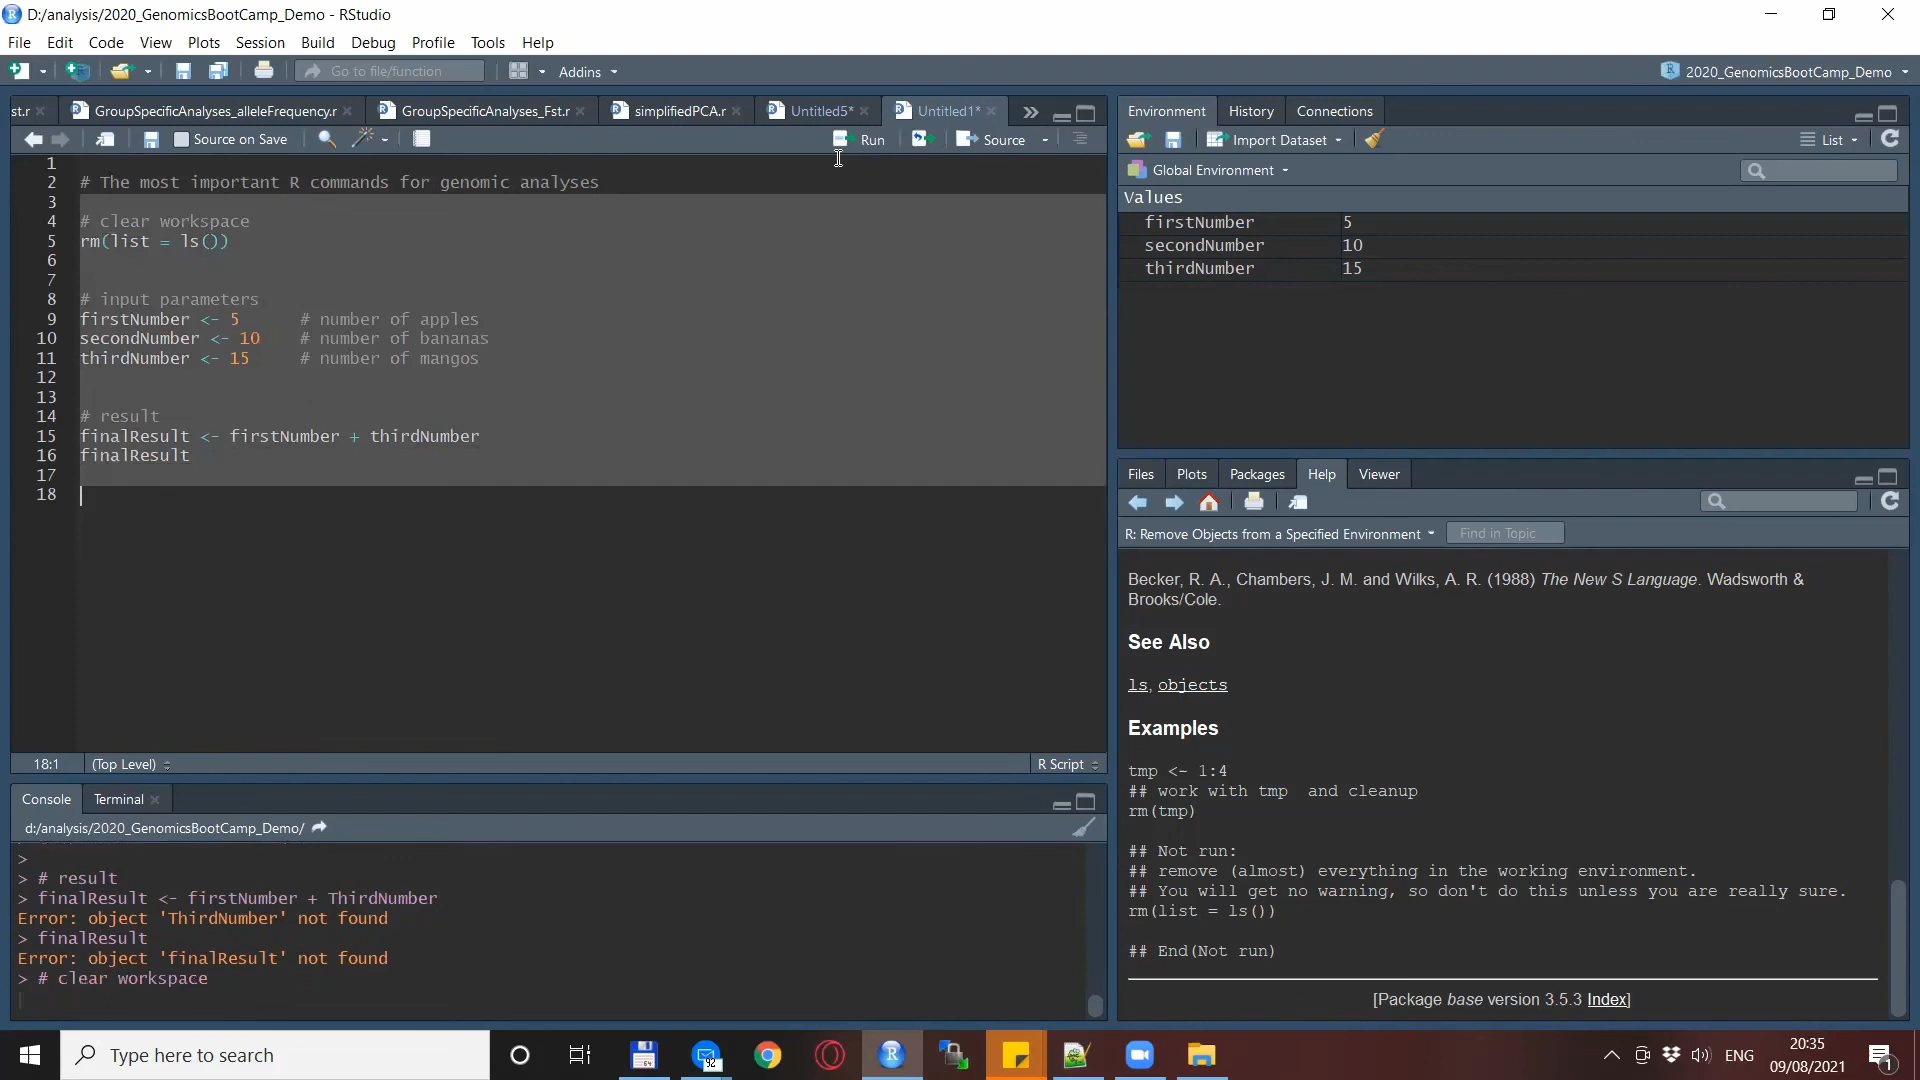 D:/analysis/2020_GenomicsBootCamp_Demo - RStudio
File Edit Code View Plots Session Build Debug Profile Tools Help
Go to file/function Addins 2020_GenomicsBootCamp_Demo
st.r GroupSpecificAnalyses_alleleFrequency.r GroupSpecificAnalyses_Fst.r simplifiedPCA.r Untitled5* Untitled1*
Source on Save Run Source
1
2 # The most important R commands for genomic analyses
3
4 # clear workspace
5 rm(list = ls())
6
7
8 # input parameters
9 firstNumber <- 5 # number of apples
10 secondNumber <- 10 # number of bananas
11 thirdNumber <- 15 # number of mangos
12
13
14 # result
15 finalResult <- firstNumber + thirdNumber
16 finalResult
17
18
18:1 (Top Level) R Script
Console Terminal
d:/analysis/2020_GenomicsBootCamp_Demo/
>
> # result
> finalResult <- firstNumber + ThirdNumber
Error: object 'ThirdNumber' not found
> finalResult
Error: object 'finalResult' not found
> # clear workspace
Environment History Connections
Import Dataset List
Global Environment
Values
firstNumber 5
secondNumber 10
thirdNumber 15
Files Plots Packages Help Viewer
R: Remove Objects from a Specified Environment Find in Topic
Becker, R. A., Chambers, J. M. and Wilks, A. R. (1988) The New S Language. Wadsworth &
Brooks/Cole.
See Also
ls, objects
Examples
tmp <- 1:4
## work with tmp and cleanup
rm(tmp)
## Not run:
## remove (almost) everything in the working environment.
## You will get no warning, so don't do this unless you are really sure.
rm(list = ls())
## End(Not run)
[Package base version 3.5.3 Index]
Type here to search
64
92
R
ENG
20:35
09/08/2021
1